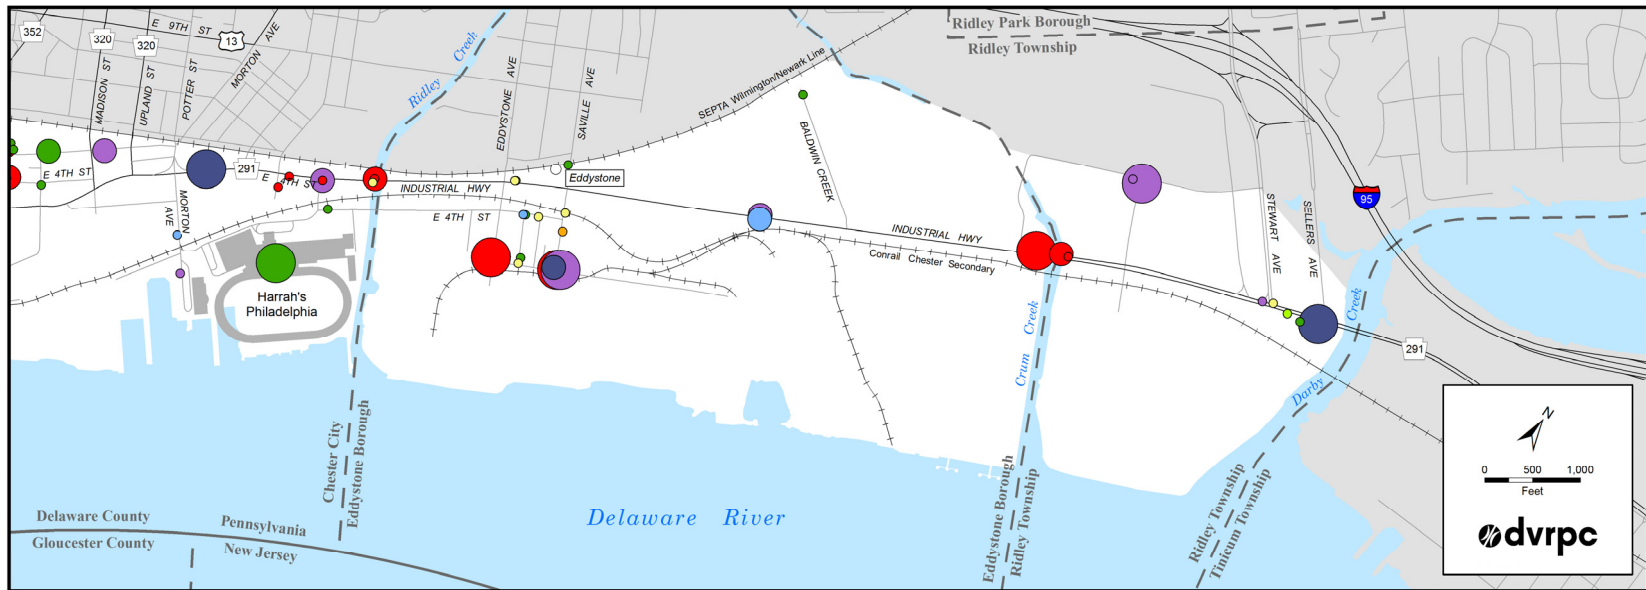 352
E 9TH ST
13
320
320
MADISON ST
UPLAND ST
POTTER ST
MORTON AVE
Ridley Creek
EDDYSTONE AVE
SAVILLE AVE
SEPTA Wilmington/Newark Line
Ridley Park Borough
Ridley Township
BALDWIN CREEK
E 4TH ST
291
E 4TH ST
INDUSTRIAL HWY
Eddystone
MORTON AVE
E 4TH ST
INDUSTRIAL HWY
Conrail Chester Secondary
STEWART AVE
SELLERS AVE
95
Harrah's
Philadelphia
Crum Creek
Darby Creek
291
Chester City
Eddystone Borough
Eddystone Borough
Ridley Township
Ridley Township
Tinicum Township
Delaware River
Delaware County
Gloucester County
Pennsylvania
New Jersey
N
0 500 1,000
Feet
dvrpc